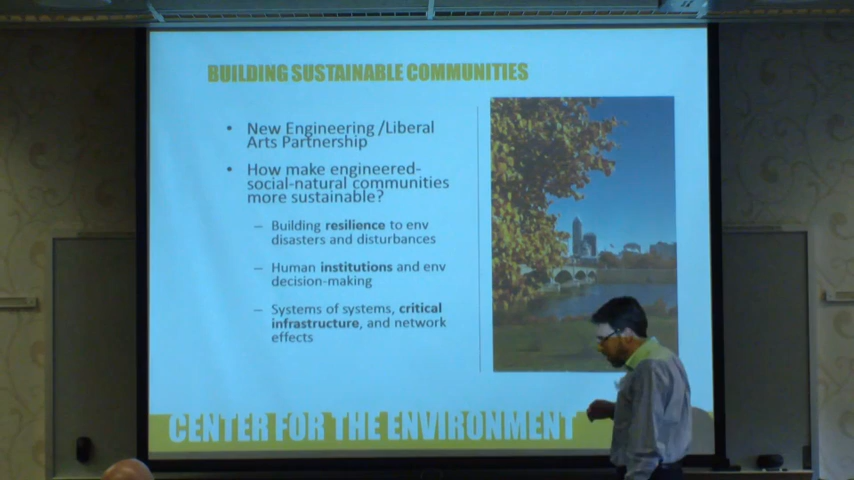 BUILDING SUSTAINABLE COMMUNITIES
• New Engineering/Liberal
Arts Partnership
• How make engineered-
social-natural communities
more sustainable?
– Building resilience to env
disasters and disturbances
– Human institutions and env
decision-making
– Systems of systems, critical
infrastructure, and network
effects
CENTER FOR THE ENVIRONMENT